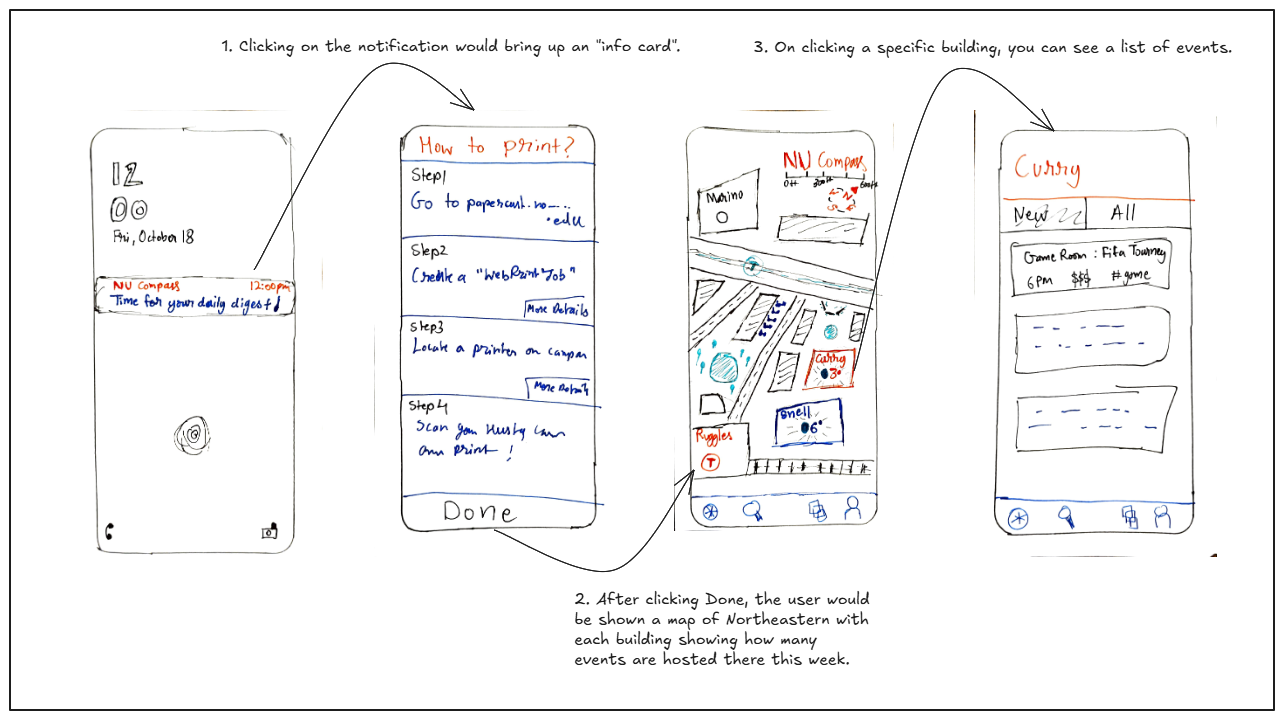 1. Clicking on the notification would bring up an "info card".
3. On clicking a specific building, you can see a list of events.
12
00
Fri, October 18
NU Compass 12:00pm
Time for your daily digest!
How to print?
Step1
Go to papercut.
.edu
Step2
Create a "WebPrint Job"
More Details
Step3
Locate a printer on
More Details
Step4
Scan your Husky
print !
Done
NU Compass
0ft 300ft 600ft
N
Marino
T
Curry
3
Snell
6
Ruggles
T
Curry
New All
Game Room : Fifa Tourney
6pm $$$ #game
2. After clicking Done, the user would
be shown a map of Northeastern with
each building showing how many
events are hosted there this week.